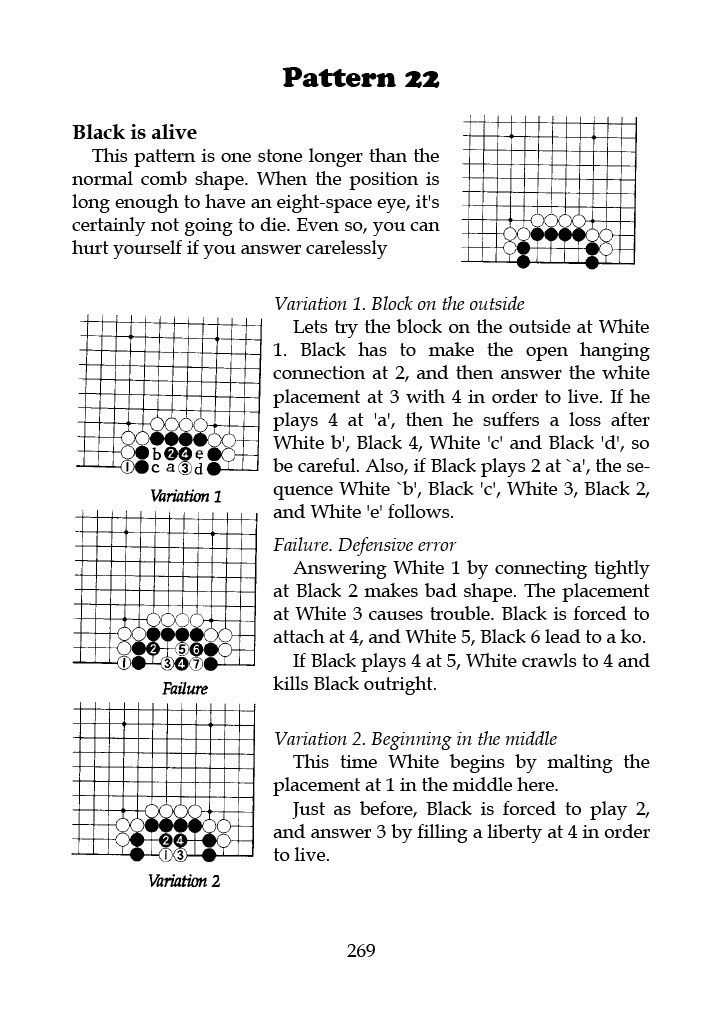 Pattern 22
Black is alive
This pattern is one stone longer than the
normal comb shape. When the position is
long enough to have an eight-space eye, it's
certainly not going to die. Even so, you can
hurt yourself if you answer carelessly
Variation 1. Block on the outside
Lets try the block on the outside at White
1. Black has to make the open hanging
connection at 2, and then answer the white
placement at 3 with 4 in order to live. If he
plays 4 at 'a', then he suffers a loss after
White b', Black 4, White 'c' and Black 'd', so
be careful. Also, if Black plays 2 at `a', the se-
quence White `b', Black 'c', White 3, Black 2,
and White 'e' follows.
b 2 4 e
1 c a 3 d
Variation 1
Failure. Defensive error
Answering White 1 by connecting tightly
at Black 2 makes bad shape. The placement
at White 3 causes trouble. Black is forced to
attach at 4, and White 5, Black 6 lead to a ko.
If Black plays 4 at 5, White crawls to 4 and
kills Black outright.
2 5 6
1 3 4 7
Failure
Variation 2. Beginning in the middle
This time White begins by malting the
placement at 1 in the middle here.
Just as before, Black is forced to play 2,
and answer 3 by filling a liberty at 4 in order
to live.
2 4
1 3
Variation 2
269